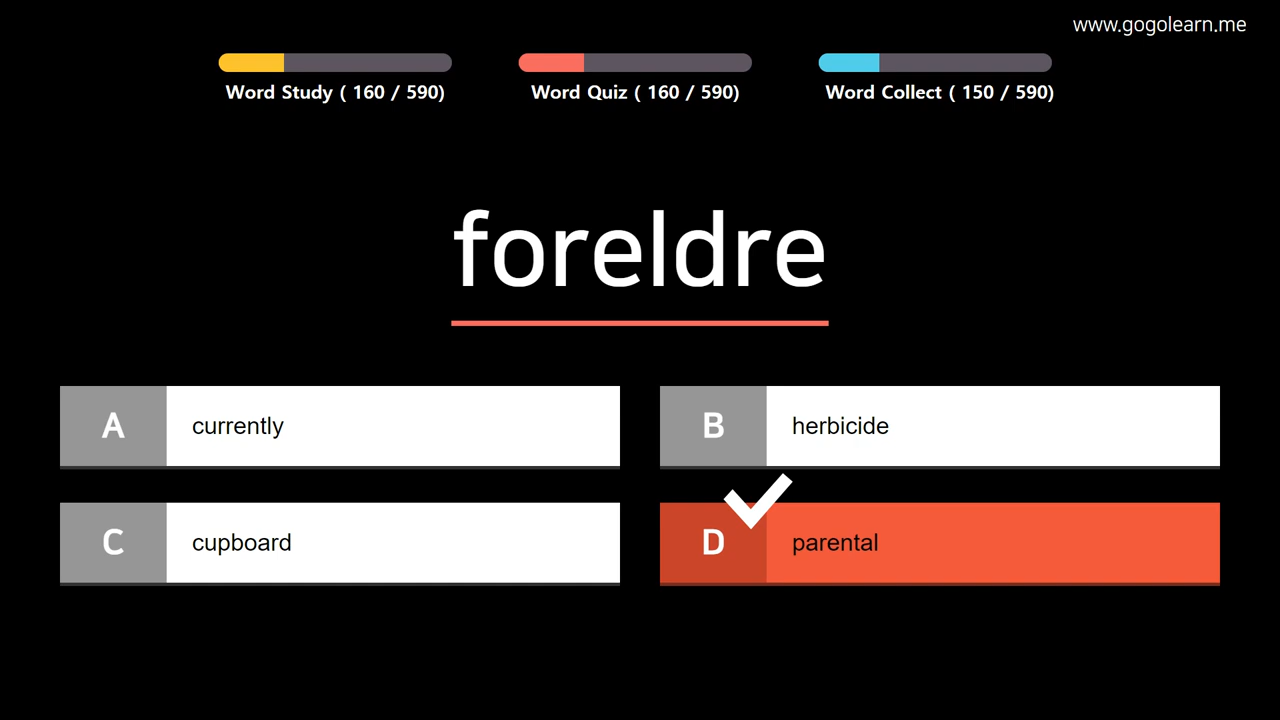 www.gogolearn.me
Word Study ( 160 / 590)
Word Quiz ( 160 / 590)
Word Collect ( 150 / 590)
foreldre
A currently
B herbicide
C cupboard
D parental